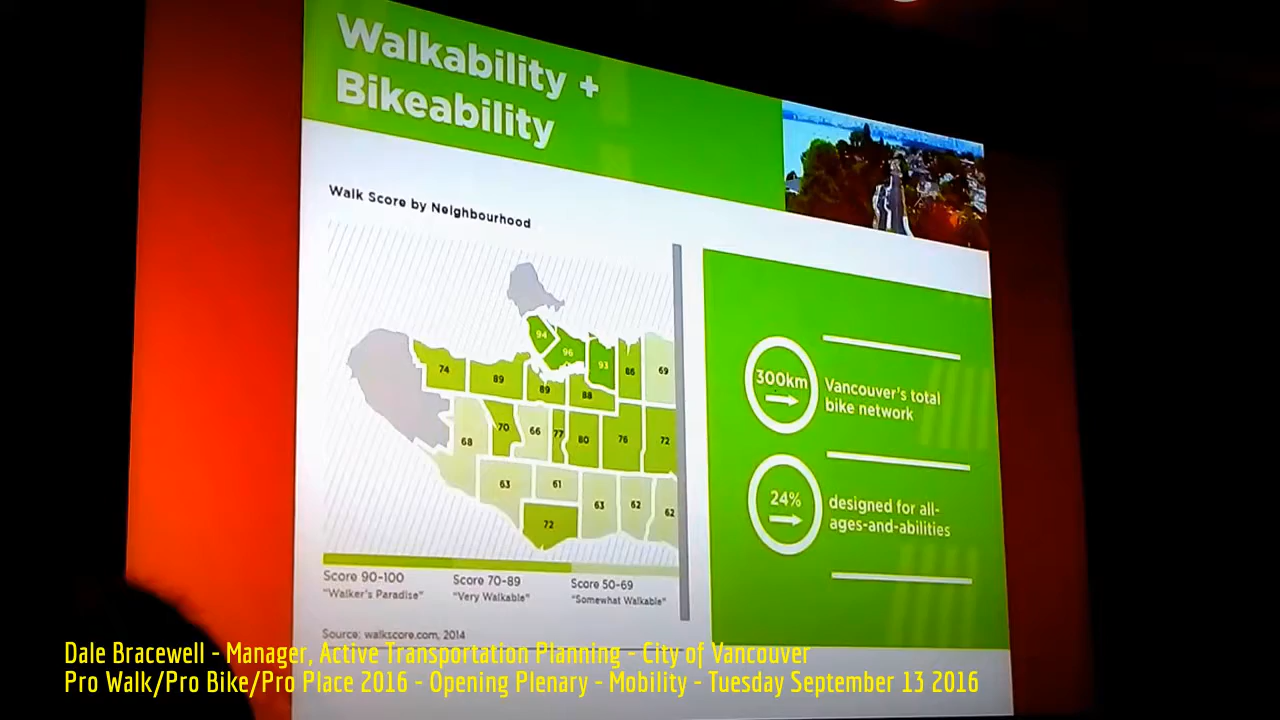 Walkability +
Bikeability
Walk Score by Neighbourhood
94
96
93
86
69
74
89
89
88
68
70
66
77
80
76
72
63
61
63
62
62
72
300km
Vancouver's total
bike network
24%
designed for all-
ages-and-abilities
Score 90-100
"Walker's Paradise"
Score 70-89
"Very Walkable"
Score 50-69
"Somewhat Walkable"
Source: walkscore.com, 2014
Dale Bracewell - Manager, Active Transportation Planning - City of Vancouver
Pro Walk/Pro Bike/Pro Place 2016 - Opening Plenary - Mobility - Tuesday September 13 2016